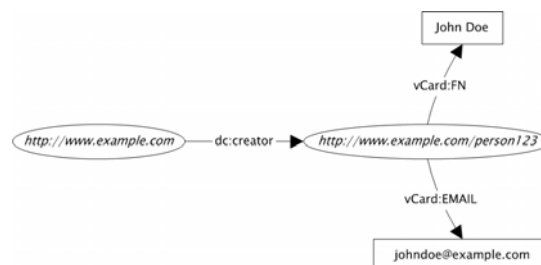 John Doe
vCard:FN
http://www.example.com dc:creator http://www.example.com/person123
vCard:EMAIL
johndoe@example.com